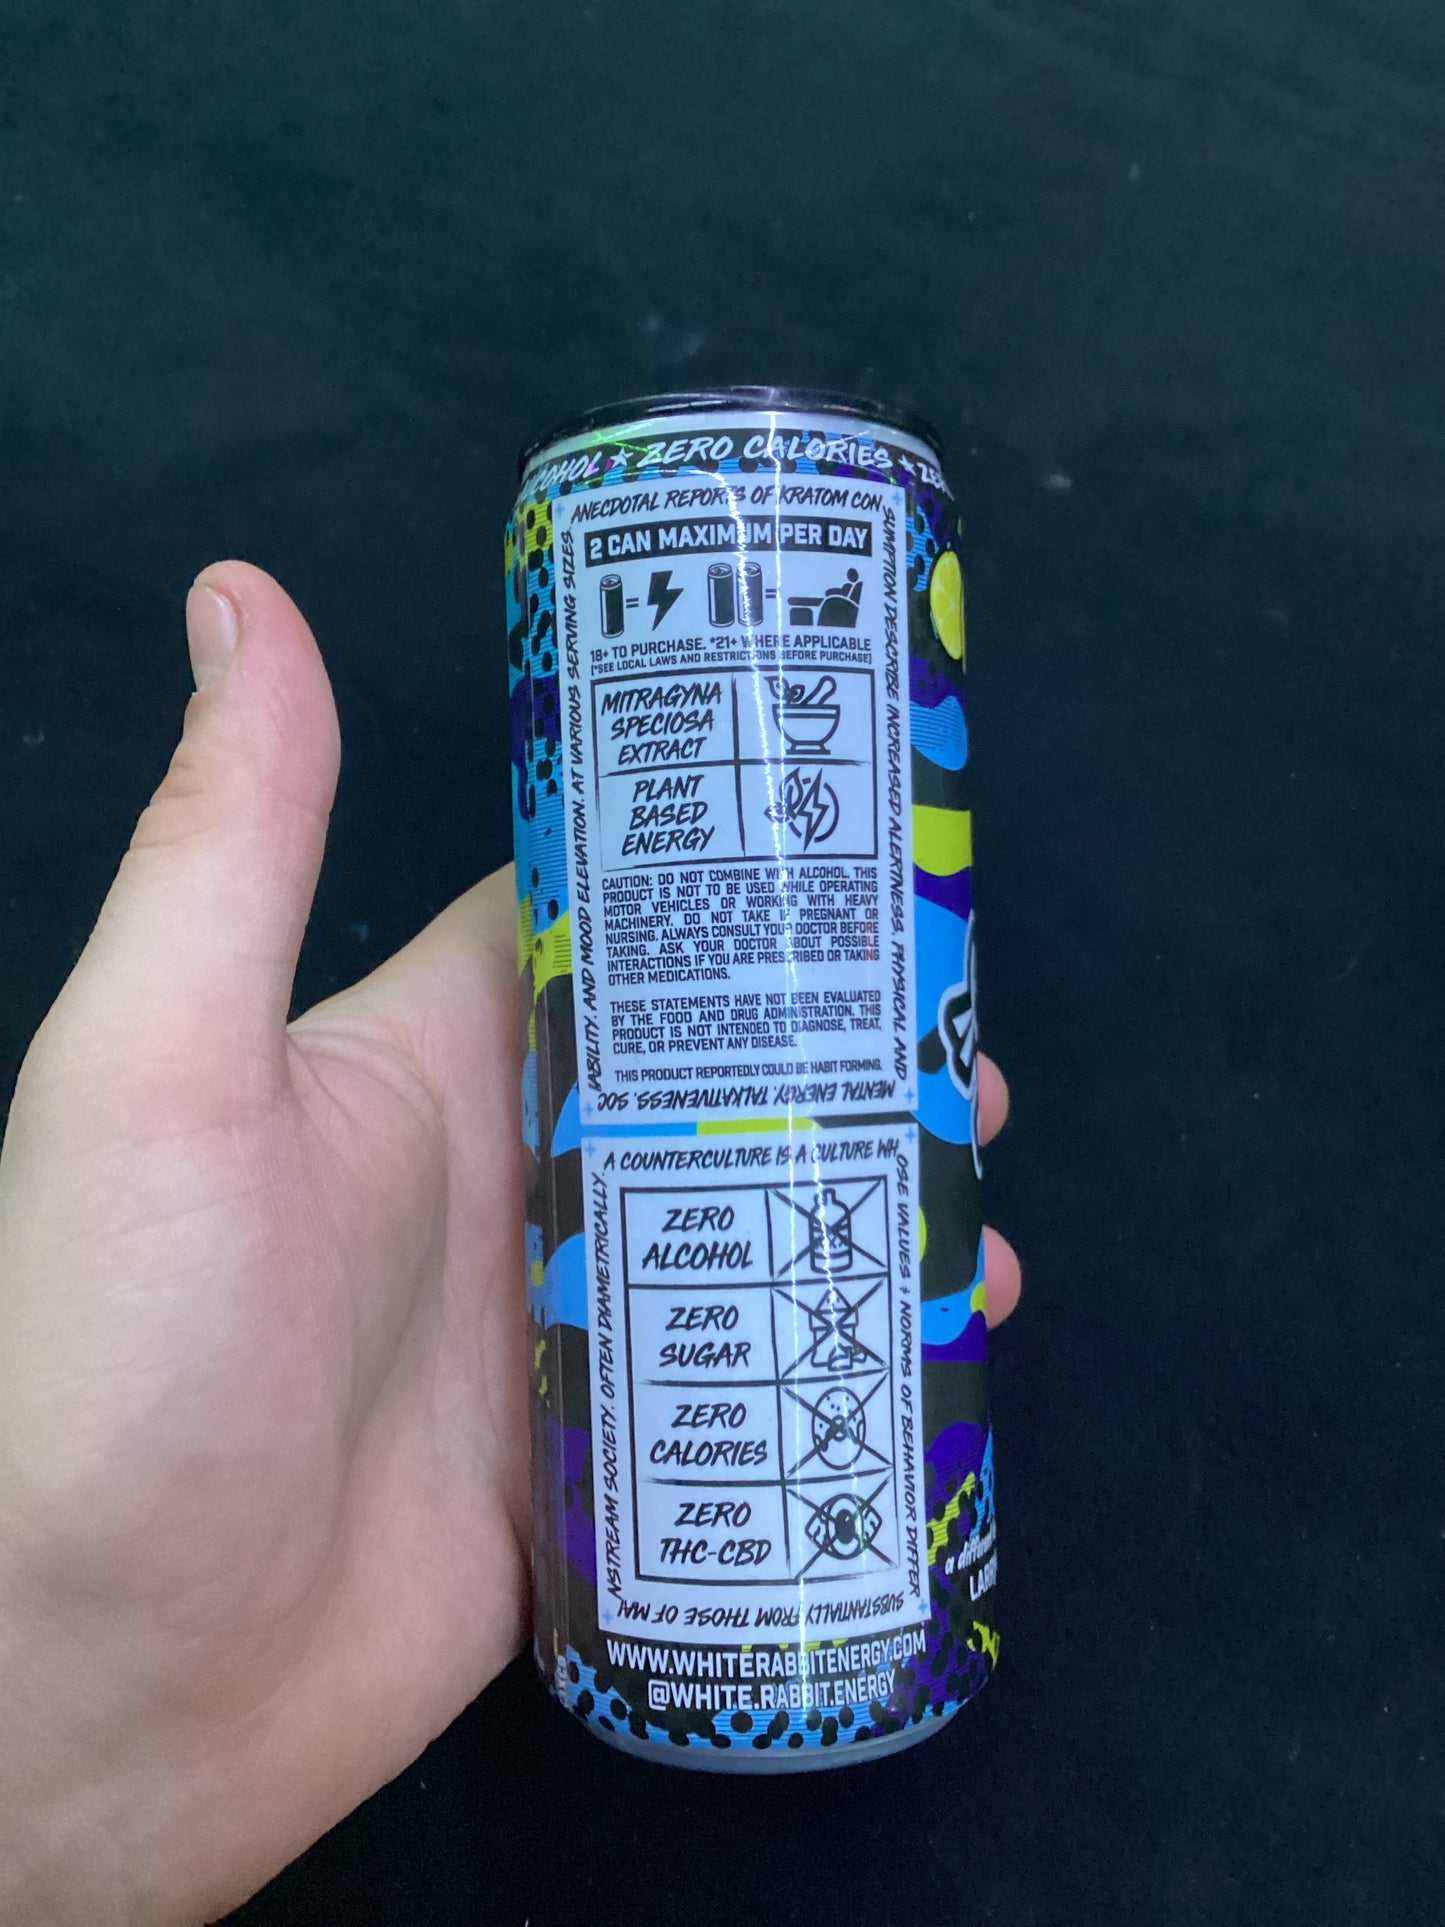 COHOL ★ ZERO CALORIES ★ ZE
ANECDOTAL REPORTS OF KRATOM CON
SUMPTION DESCRIBE INCREASED ALERTNESS, PHYSICAL AND
MENTAL ENERGY, TALKATIVENESS, SOC
IABILITY, AND MOOD ELEVATION. AT VARIOUS SERVING SIZES.
2 CAN MAXIMUM PER DAY
= =
18+ TO PURCHASE. *21+ WHERE APPLICABLE
(*SEE LOCAL LAWS AND RESTRICTIONS BEFORE PURCHASE)
MITRAGYNA
SPECIOSA
EXTRACT
PLANT
BASED
ENERGY
CAUTION: DO NOT COMBINE WITH ALCOHOL. THIS
PRODUCT IS NOT TO BE USED WHILE OPERATING
MOTOR VEHICLES OR WORKING WITH HEAVY
MACHINERY. DO NOT TAKE IF PREGNANT OR
NURSING. ALWAYS CONSULT YOUR DOCTOR BEFORE
TAKING. ASK YOUR DOCTOR ABOUT POSSIBLE
INTERACTIONS IF YOU ARE PRESCRIBED OR TAKING
OTHER MEDICATIONS.
THESE STATEMENTS HAVE NOT BEEN EVALUATED
BY THE FOOD AND DRUG ADMINISTRATION. THIS
PRODUCT IS NOT INTENDED TO DIAGNOSE, TREAT,
CURE, OR PREVENT ANY DISEASE.
THIS PRODUCT REPORTEDLY COULD BE HABIT FORMING.
A COUNTERCULTURE IS A CULTURE WH
OSE VALUES & NORMS OF BEHAVIOR DIFFER
SUBSTANTIALLY FROM THOSE OF MAI
NSTREAM SOCIETY. OFTEN DIAMETRICALLY.
ZERO
ALCOHOL
ZERO
SUGAR
ZERO
CALORIES
ZERO
THC-CBD
WWW.WHITERABBITENERGY.COM
@WHITE.RABBIT.ENERGY
a